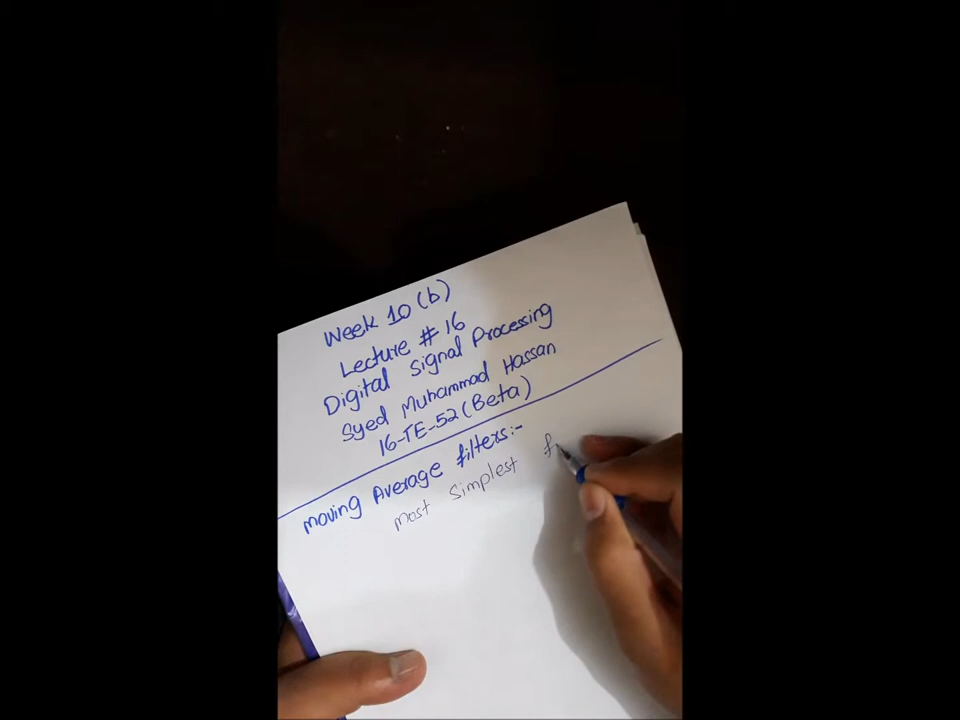 Week 10 (b)
Lecture # 16
Digital Signal Processing
Syed Muhammad Hassan
16-TE-52 (Beta)
Moving Average filters:-
Most Simplest f